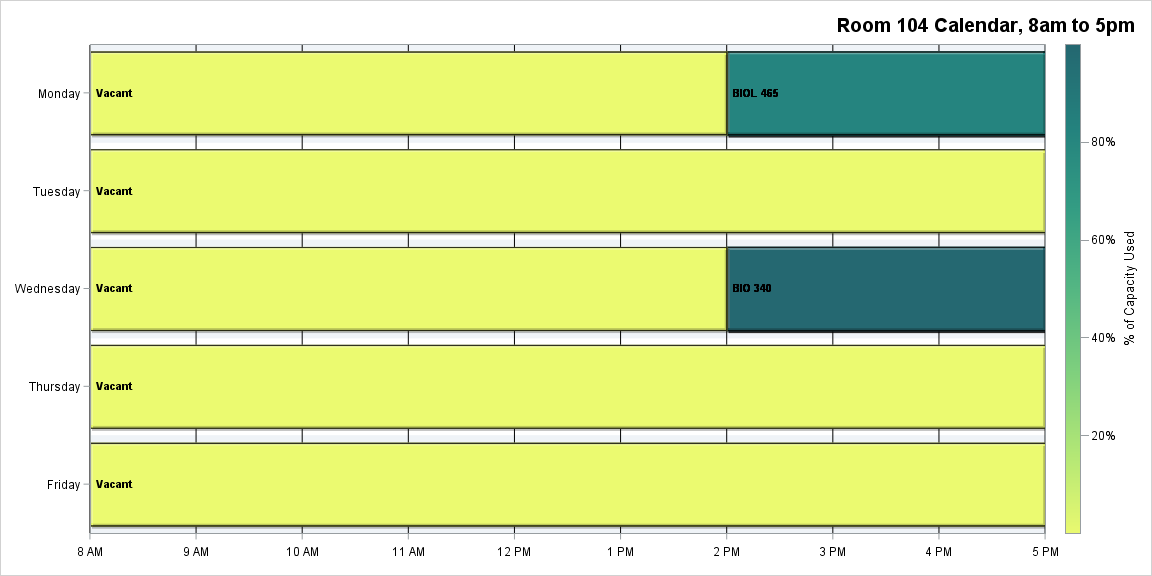 Room 104 Calendar, 8am to 5pm
Monday
Vacant
BIOL 465
Tuesday
Vacant
Wednesday
Vacant
BIO 340
Thursday
Vacant
Friday
Vacant
8 AM
9 AM
10 AM
11 AM
12 PM
1 PM
2 PM
3 PM
4 PM
5 PM
80%
60%
40%
20%
% of Capacity Used